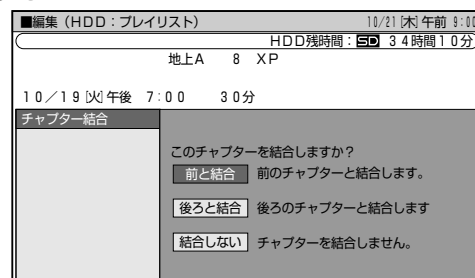 ■編集（HDD：プレイリスト） 10/21[木]午前 9:00
HDD残時間：SD 34時間10分
地上A 8 XP
10／19[火]午後 7:00 30分
チャプター結合
このチャプターを結合しますか？
前と結合 前のチャプターと結合します。
後ろと結合 後ろのチャプターと結合します
結合しない チャプターを結合しません。